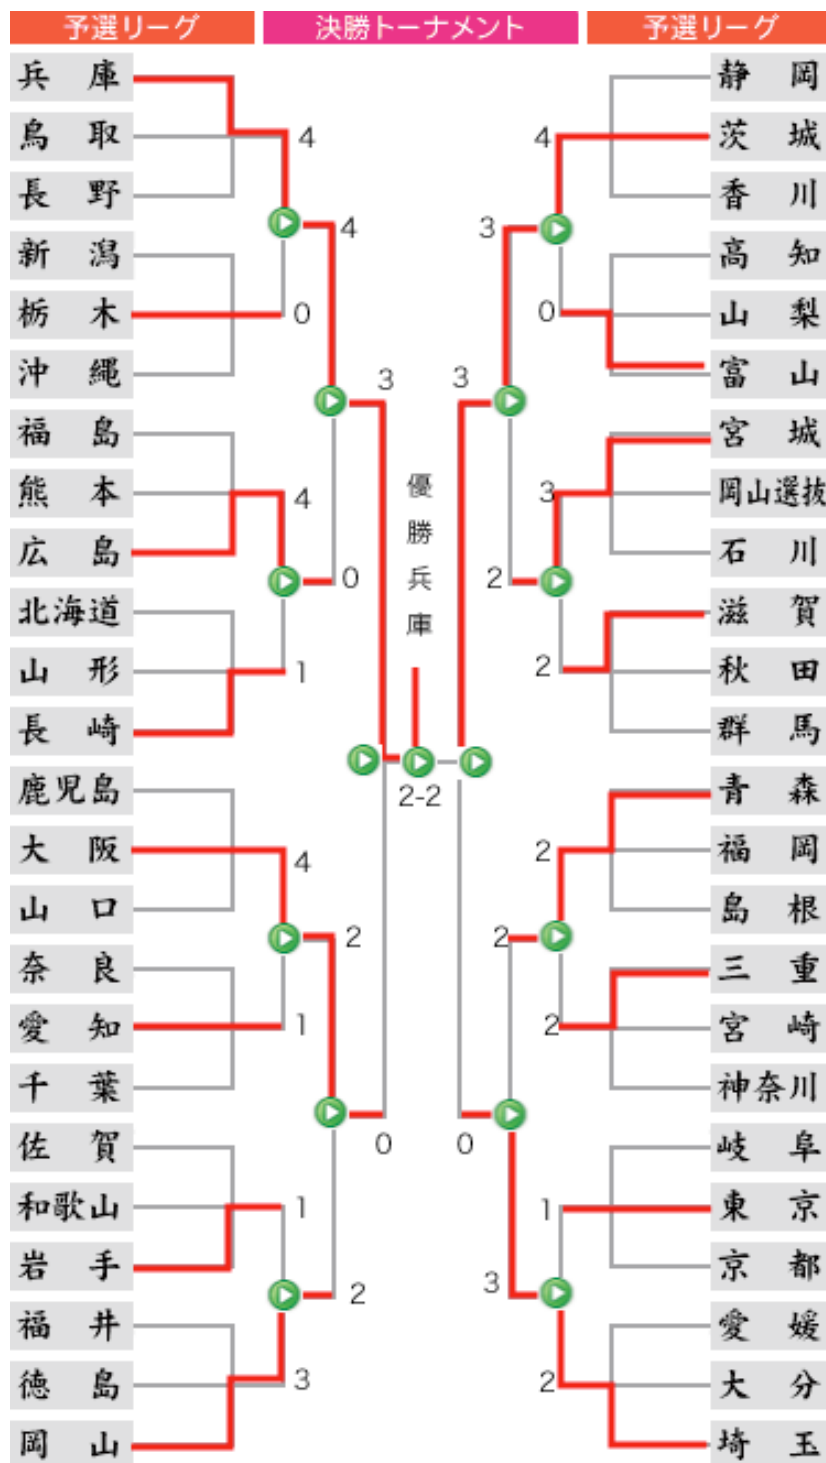 予選リーグ 決勝トーナメント 予選リーグ
兵庫 静岡
鳥取 4 4 茨城
長野 香川
新潟 4 3 高知
栃木 0 0 山梨
沖縄 3 3 富山
福島 宮城
熊本 4 3 岡山選抜
広島 0 2 石川
北海道 滋賀
山形 1 2 秋田
長崎 群馬
優勝兵庫
2-2
鹿児島 青森
大阪 4 2 福岡
山口 2 2 島根
奈良 三重
愛知 1 2 宮崎
千葉 神奈川
佐賀 0 0 岐阜
和歌山 1 1 東京
岩手 2 3 京都
福井 愛媛
徳島 3 2 大分
岡山 埼玉